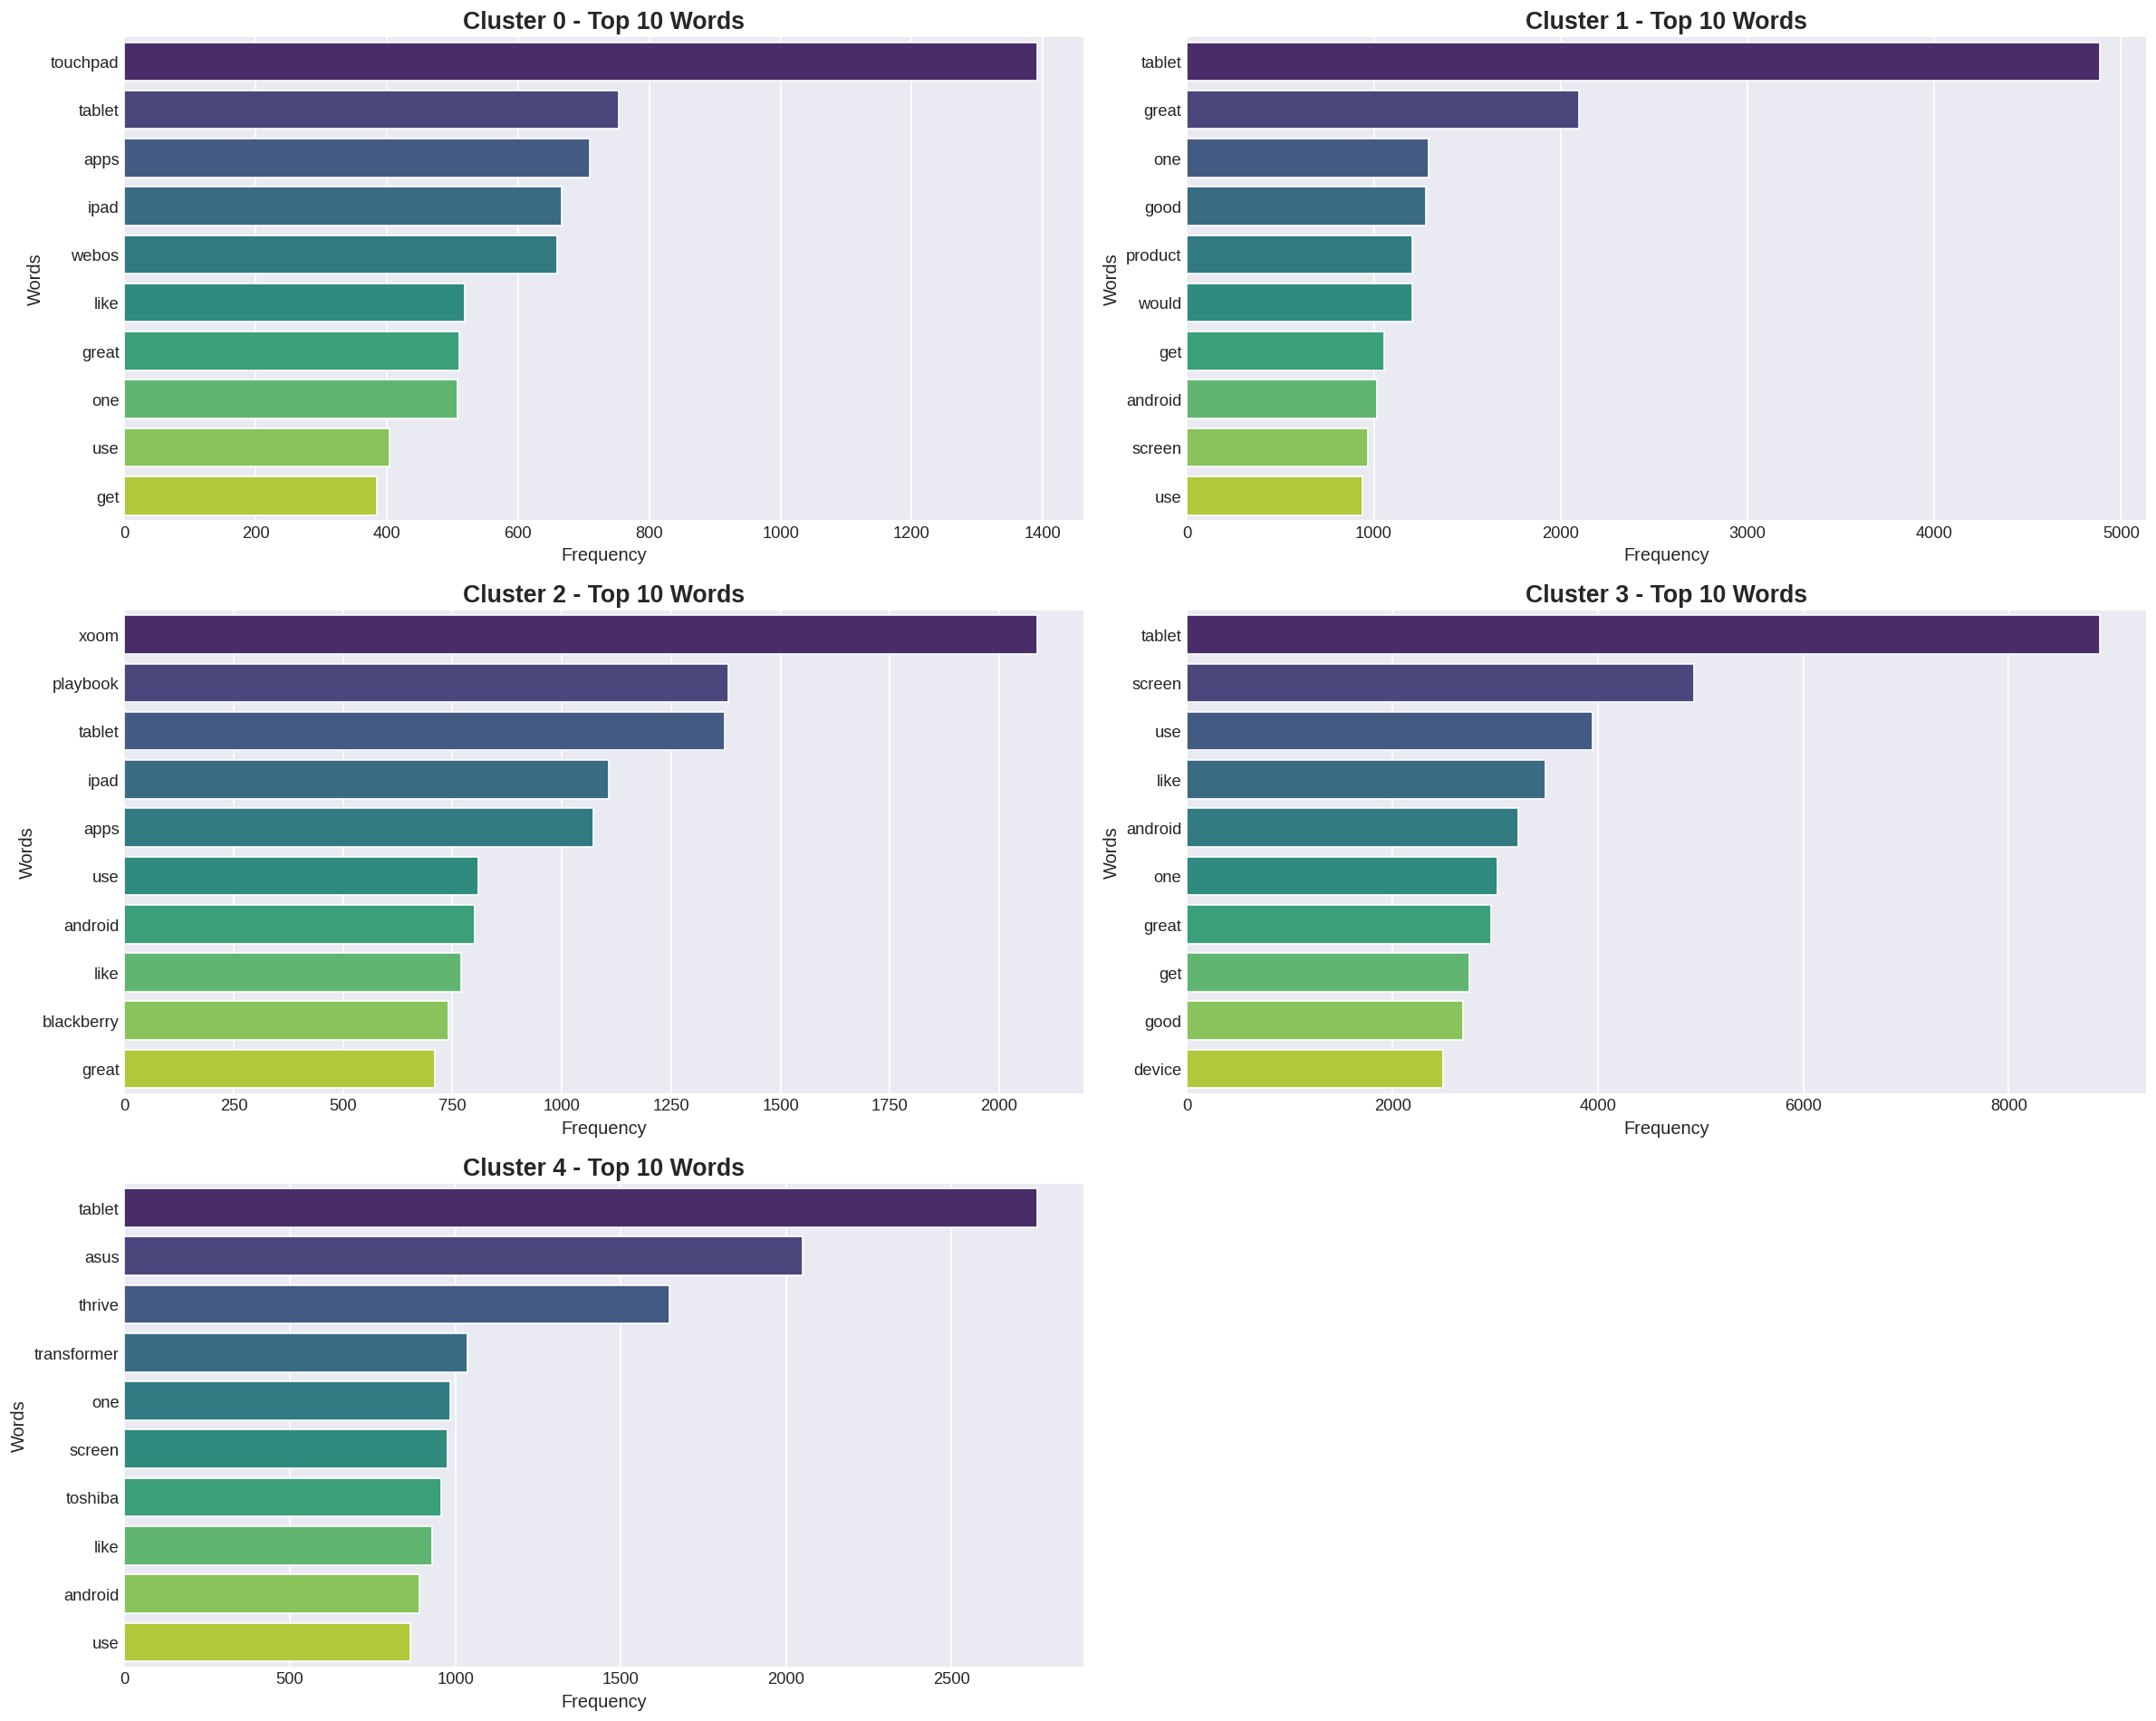 Cluster 0 - Top 10 Words
touchpad
tablet
apps
ipad
webos
like
great
one
use
get
Words
0 200 400 600 800 1000 1200 1400
Frequency
Cluster 1 - Top 10 Words
tablet
great
one
good
product
would
get
android
screen
use
Words
0 1000 2000 3000 4000 5000
Frequency
Cluster 2 - Top 10 Words
xoom
playbook
tablet
ipad
apps
use
android
like
blackberry
great
Words
0 250 500 750 1000 1250 1500 1750 2000
Frequency
Cluster 3 - Top 10 Words
tablet
screen
use
like
android
one
great
get
good
device
Words
0 2000 4000 6000 8000
Frequency
Cluster 4 - Top 10 Words
tablet
asus
thrive
transformer
one
screen
toshiba
like
android
use
Words
0 500 1000 1500 2000 2500
Frequency